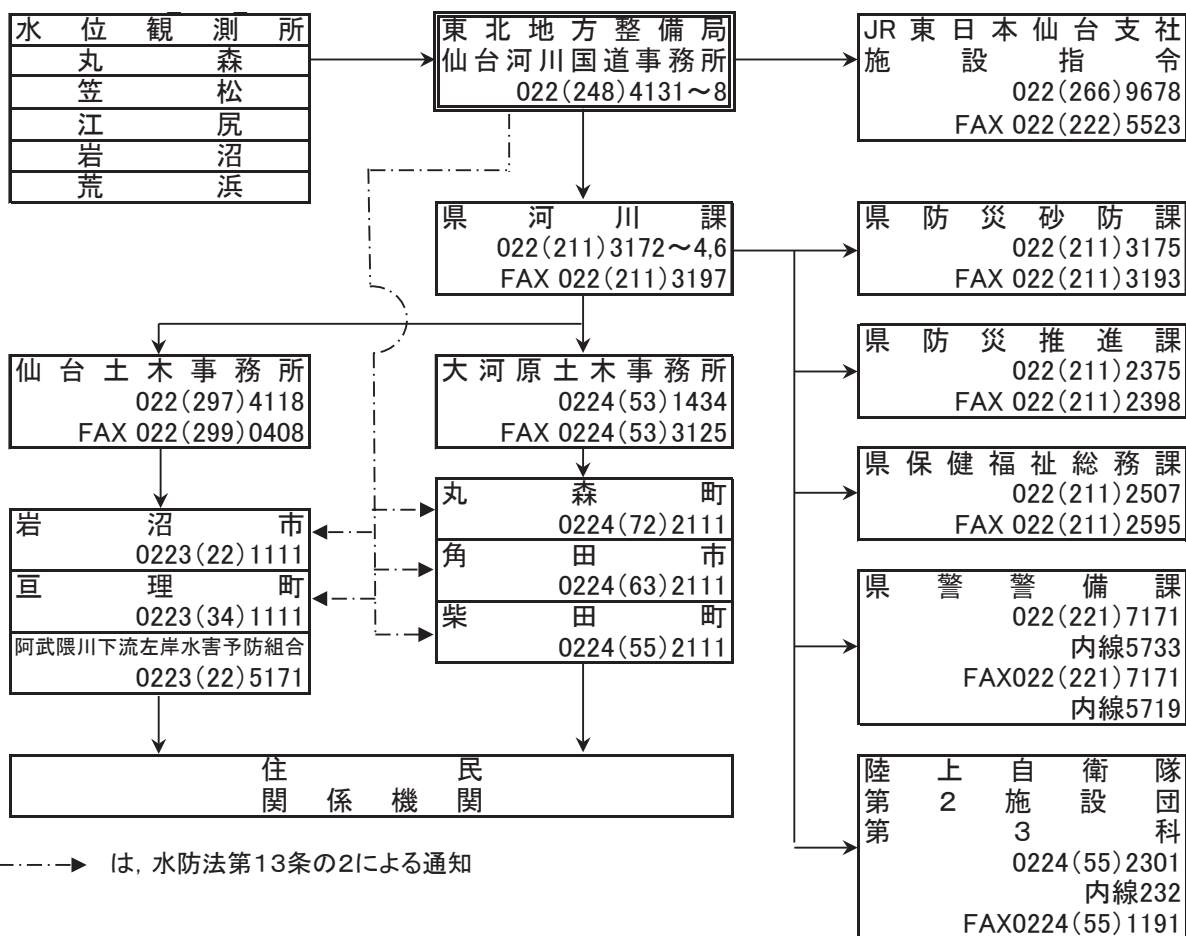 水位観測所
丸森
笠松
江尻
岩沼
荒浜
東北地方整備局
仙台河川国道事務所
022(248)4131～8
JR東日本仙台支社
施設指令
022(266)9678
FAX 022(222)5523
県河川課
022(211)3172～4,6
FAX 022(211)3197
県防災砂防課
022(211)3175
FAX 022(211)3193
県防災推進課
022(211)2375
FAX 022(211)2398
県保健福祉総務課
022(211)2507
FAX 022(211)2595
県警警備課
022(221)7171
内線5733
FAX022(221)7171
内線5719
陸上自衛隊
第2施設団
第3科
0224(55)2301
内線232
FAX0224(55)1191
仙台土木事務所
022(297)4118
FAX 022(299)0408
大河原土木事務所
0224(53)1434
FAX 0224(53)3125
岩沼市
0223(22)1111
亘理町
0223(34)1111
阿武隈川下流左岸水害予防組合
0223(22)5171
丸森町
0224(72)2111
角田市
0224(63)2111
柴田町
0224(55)2111
住民
関係機関
は,水防法第13条の2による通知